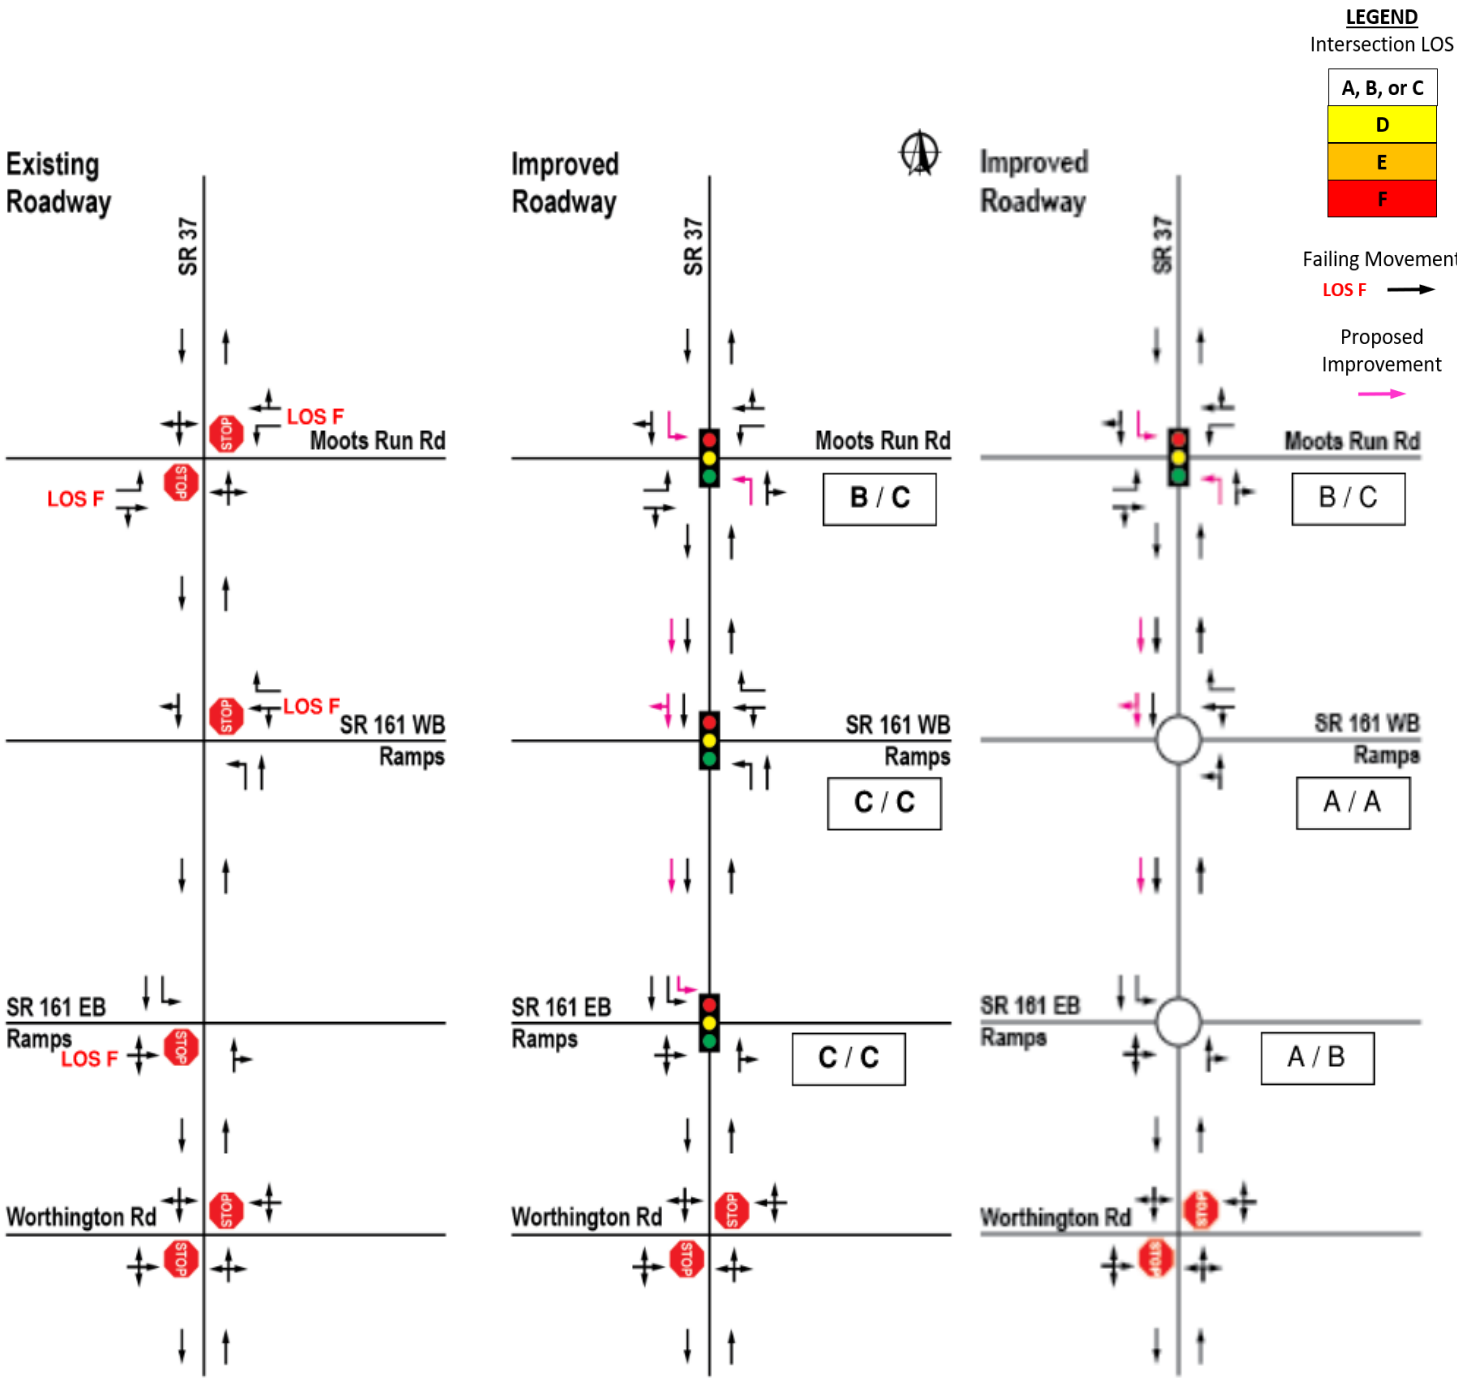 LEGEND
Intersection LOS
A, B, or C
D
E
F
Failing Movement
LOS F
Proposed
Improvement
Existing
Roadway
SR 37
LOS F
STOP
Moots Run Rd
STOP
LOS F
STOP
LOS F
SR 161 WB
Ramps
SR 161 EB
Ramps
LOS F
STOP
Worthington Rd
STOP
STOP
Improved
Roadway
SR 37
Moots Run Rd
B / C
SR 161 WB
Ramps
C / C
SR 161 EB
Ramps
C / C
Worthington Rd
STOP
STOP
Improved
Roadway
SR 37
Moots Run Rd
B / C
SR 161 WB
Ramps
A / A
SR 161 EB
Ramps
A / B
Worthington Rd
STOP
STOP